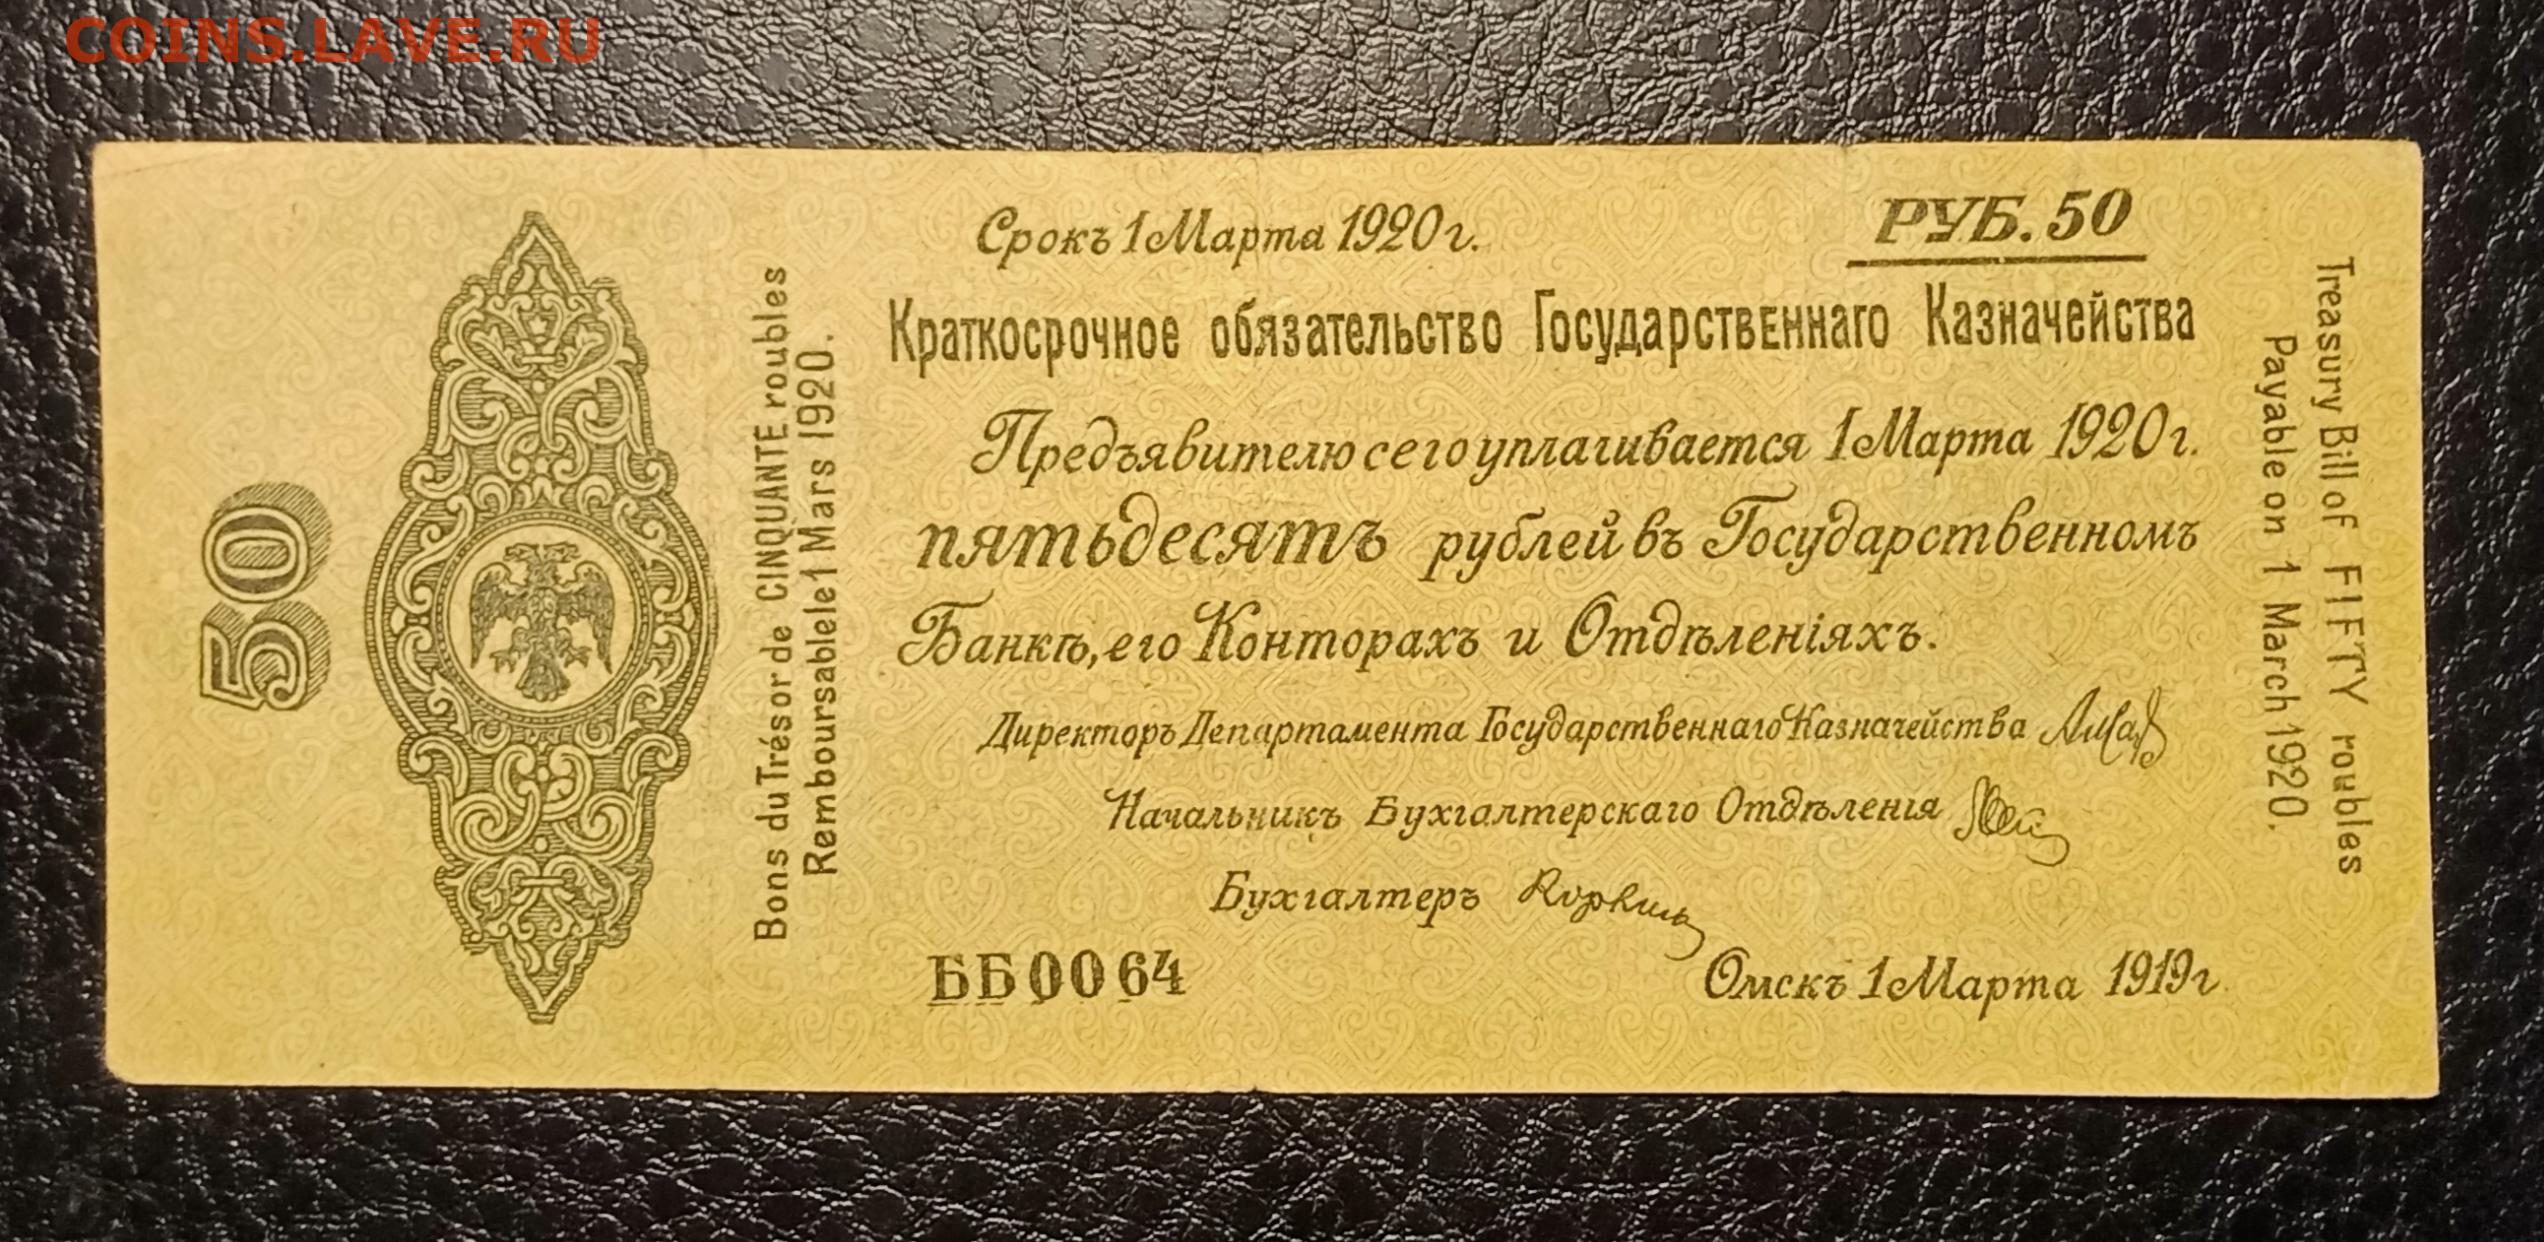 COINS.LAVE.RU
50
Bons du Trésor de CINQUANTE roubles
Remboursable le 1 Mars 1920.
Срокъ 1 Марта 1920 г.
РУБ. 50
Краткосрочное обязательство Государственнаго Казначейства
Предъявителю сего уплачивается 1 Марта 1920 г.
пятьдесятъ рублей въ Государственномъ
Банкѣ, его Конторахъ и Отдѣленіяхъ.
Директоръ Департамента Государственнаго Казначейства
Начальникъ Бухгалтерскаго Отдѣленія
Бухгалтеръ
ББ0064
Омскъ 1 Марта 1919 г.
Treasury Bill of FIFTY roubles
Payable on 1 March 1920.